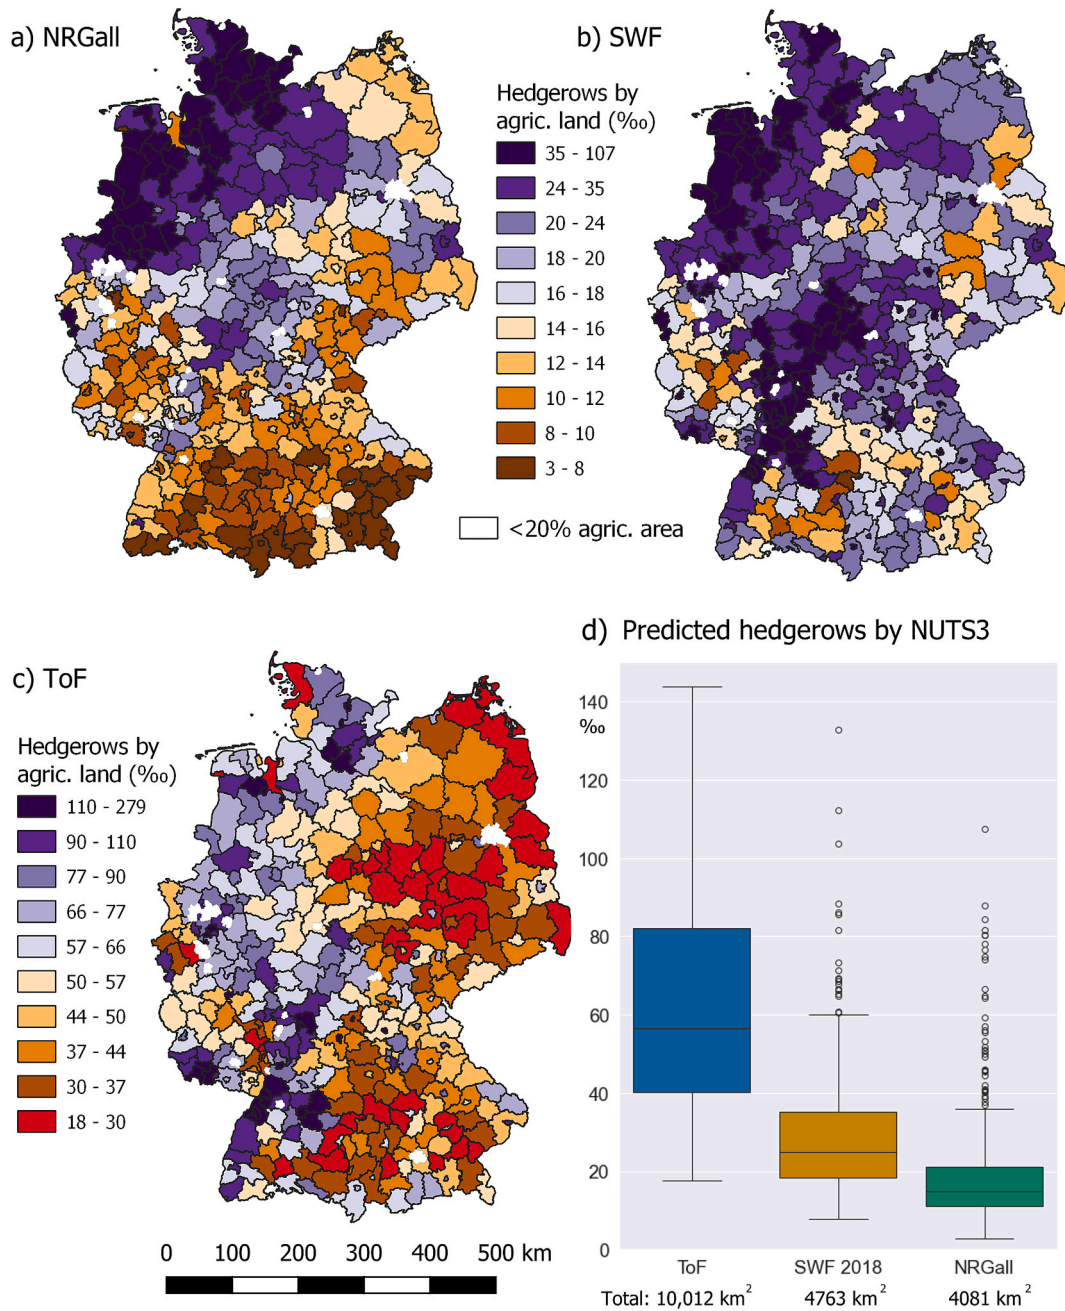 a) NRGall
b) SWF
Hedgerows by
agric. land (‰)
35 - 107
24 - 35
20 - 24
18 - 20
16 - 18
14 - 16
12 - 14
10 - 12
8 - 10
3 - 8
<20% agric. area
c) ToF
Hedgerows by
agric. land (‰)
110 - 279
90 - 110
77 - 90
66 - 77
57 - 66
50 - 57
44 - 50
37 - 44
30 - 37
18 - 30
0 100 200 300 400 500 km
d) Predicted hedgerows by NUTS3
140
‰
120
100
80
60
40
20
0
ToF SWF 2018 NRGall
Total: 10,012 km² 4763 km² 4081 km²